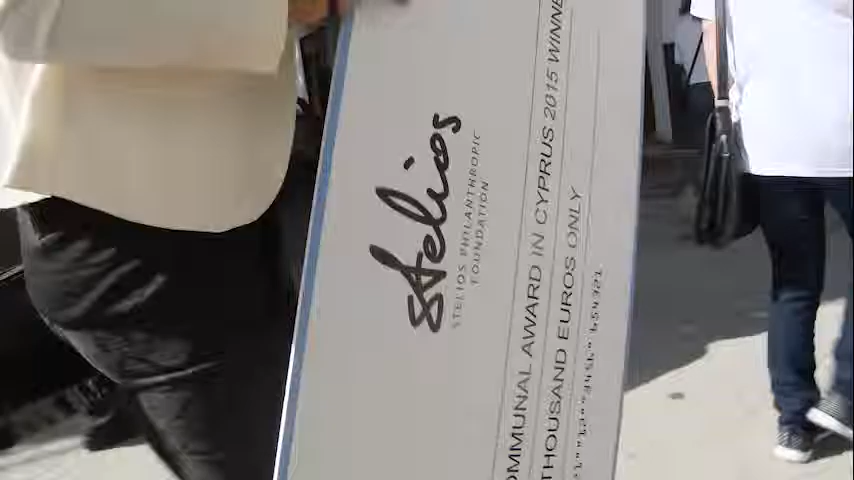 Stelios
STELIOS PHILANTHROPIC
FOUNDATION
OMMUNAL AWARD IN CYPRUS 2015 WINNE
THOUSAND EUROS ONLY